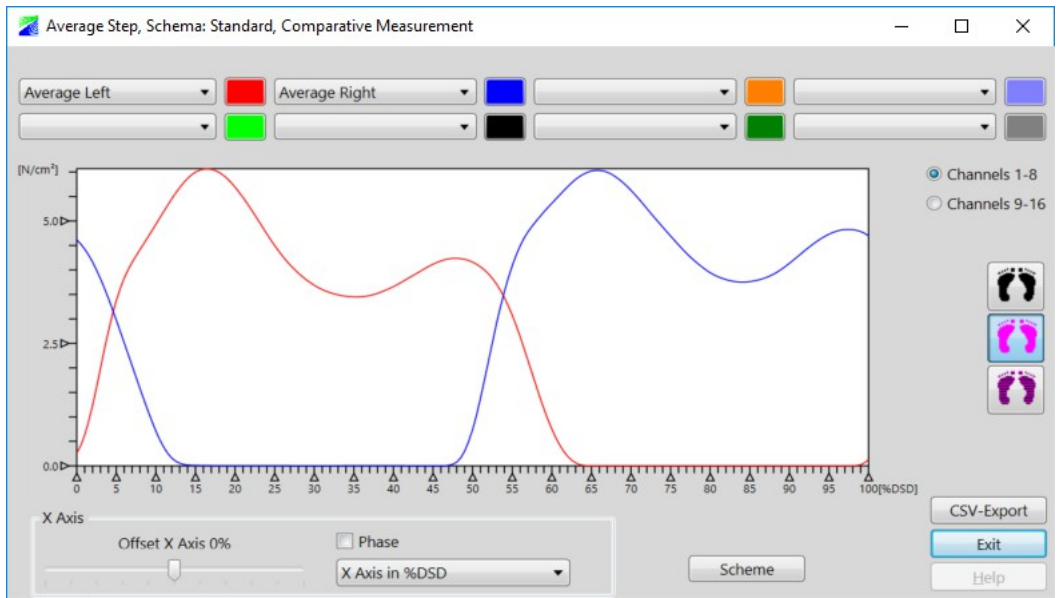 Average Step, Schema: Standard, Comparative Measurement
Average Left Average Right
[N/cm²]
5.0
2.5
0.0
0 5 10 15 20 25 30 35 40 45 50 55 60 65 70 75 80 85 90 95 100[%DSD]
Channels 1-8
Channels 9-16
X Axis
Offset X Axis 0%
Phase
X Axis in %DSD
Scheme
CSV-Export
Exit
Help